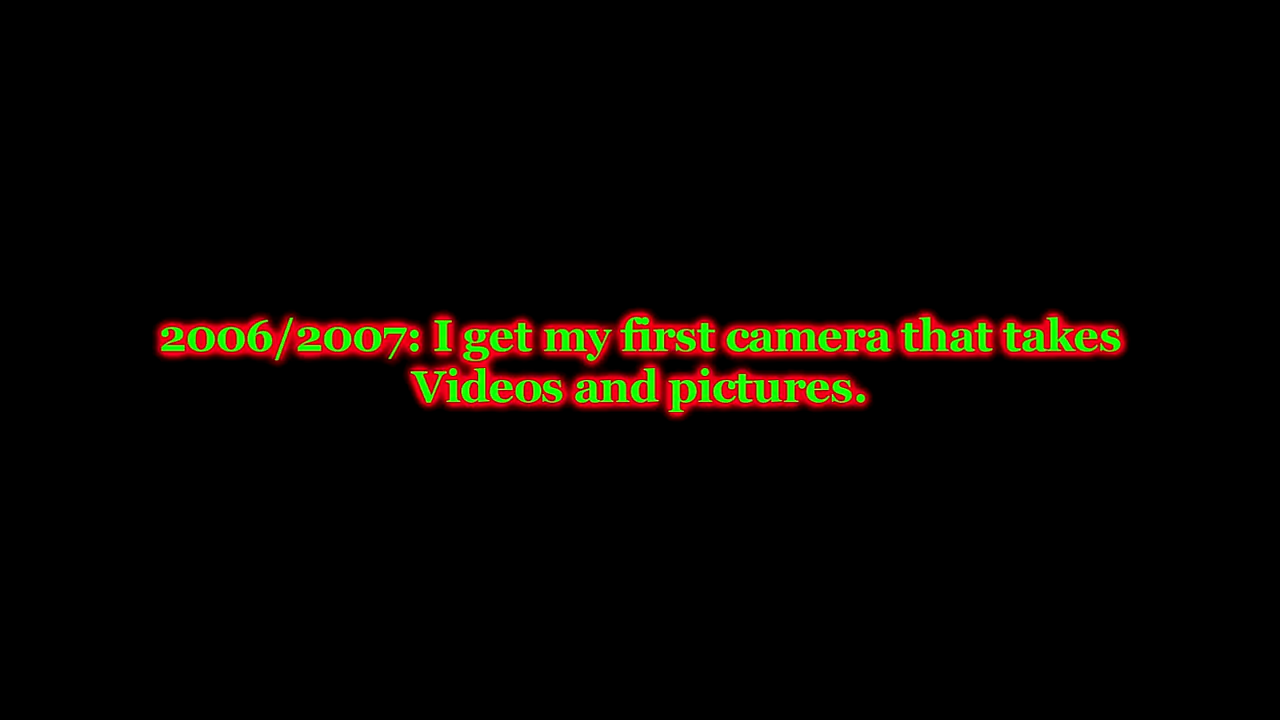 2006/2007: I get my first camera that takes
Videos and pictures.